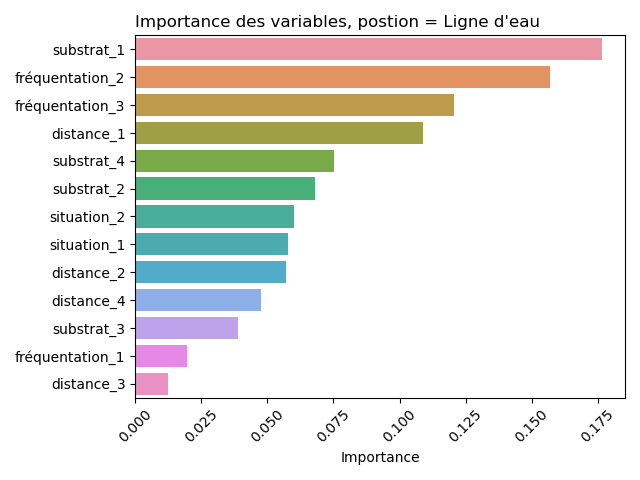 Importance des variables, postion = Ligne d'eau
substrat_1
fréquentation_2
fréquentation_3
distance_1
substrat_4
substrat_2
situation_2
situation_1
distance_2
distance_4
substrat_3
fréquentation_1
distance_3
0.000
0.025
0.050
0.075
0.100
0.125
0.150
0.175
Importance